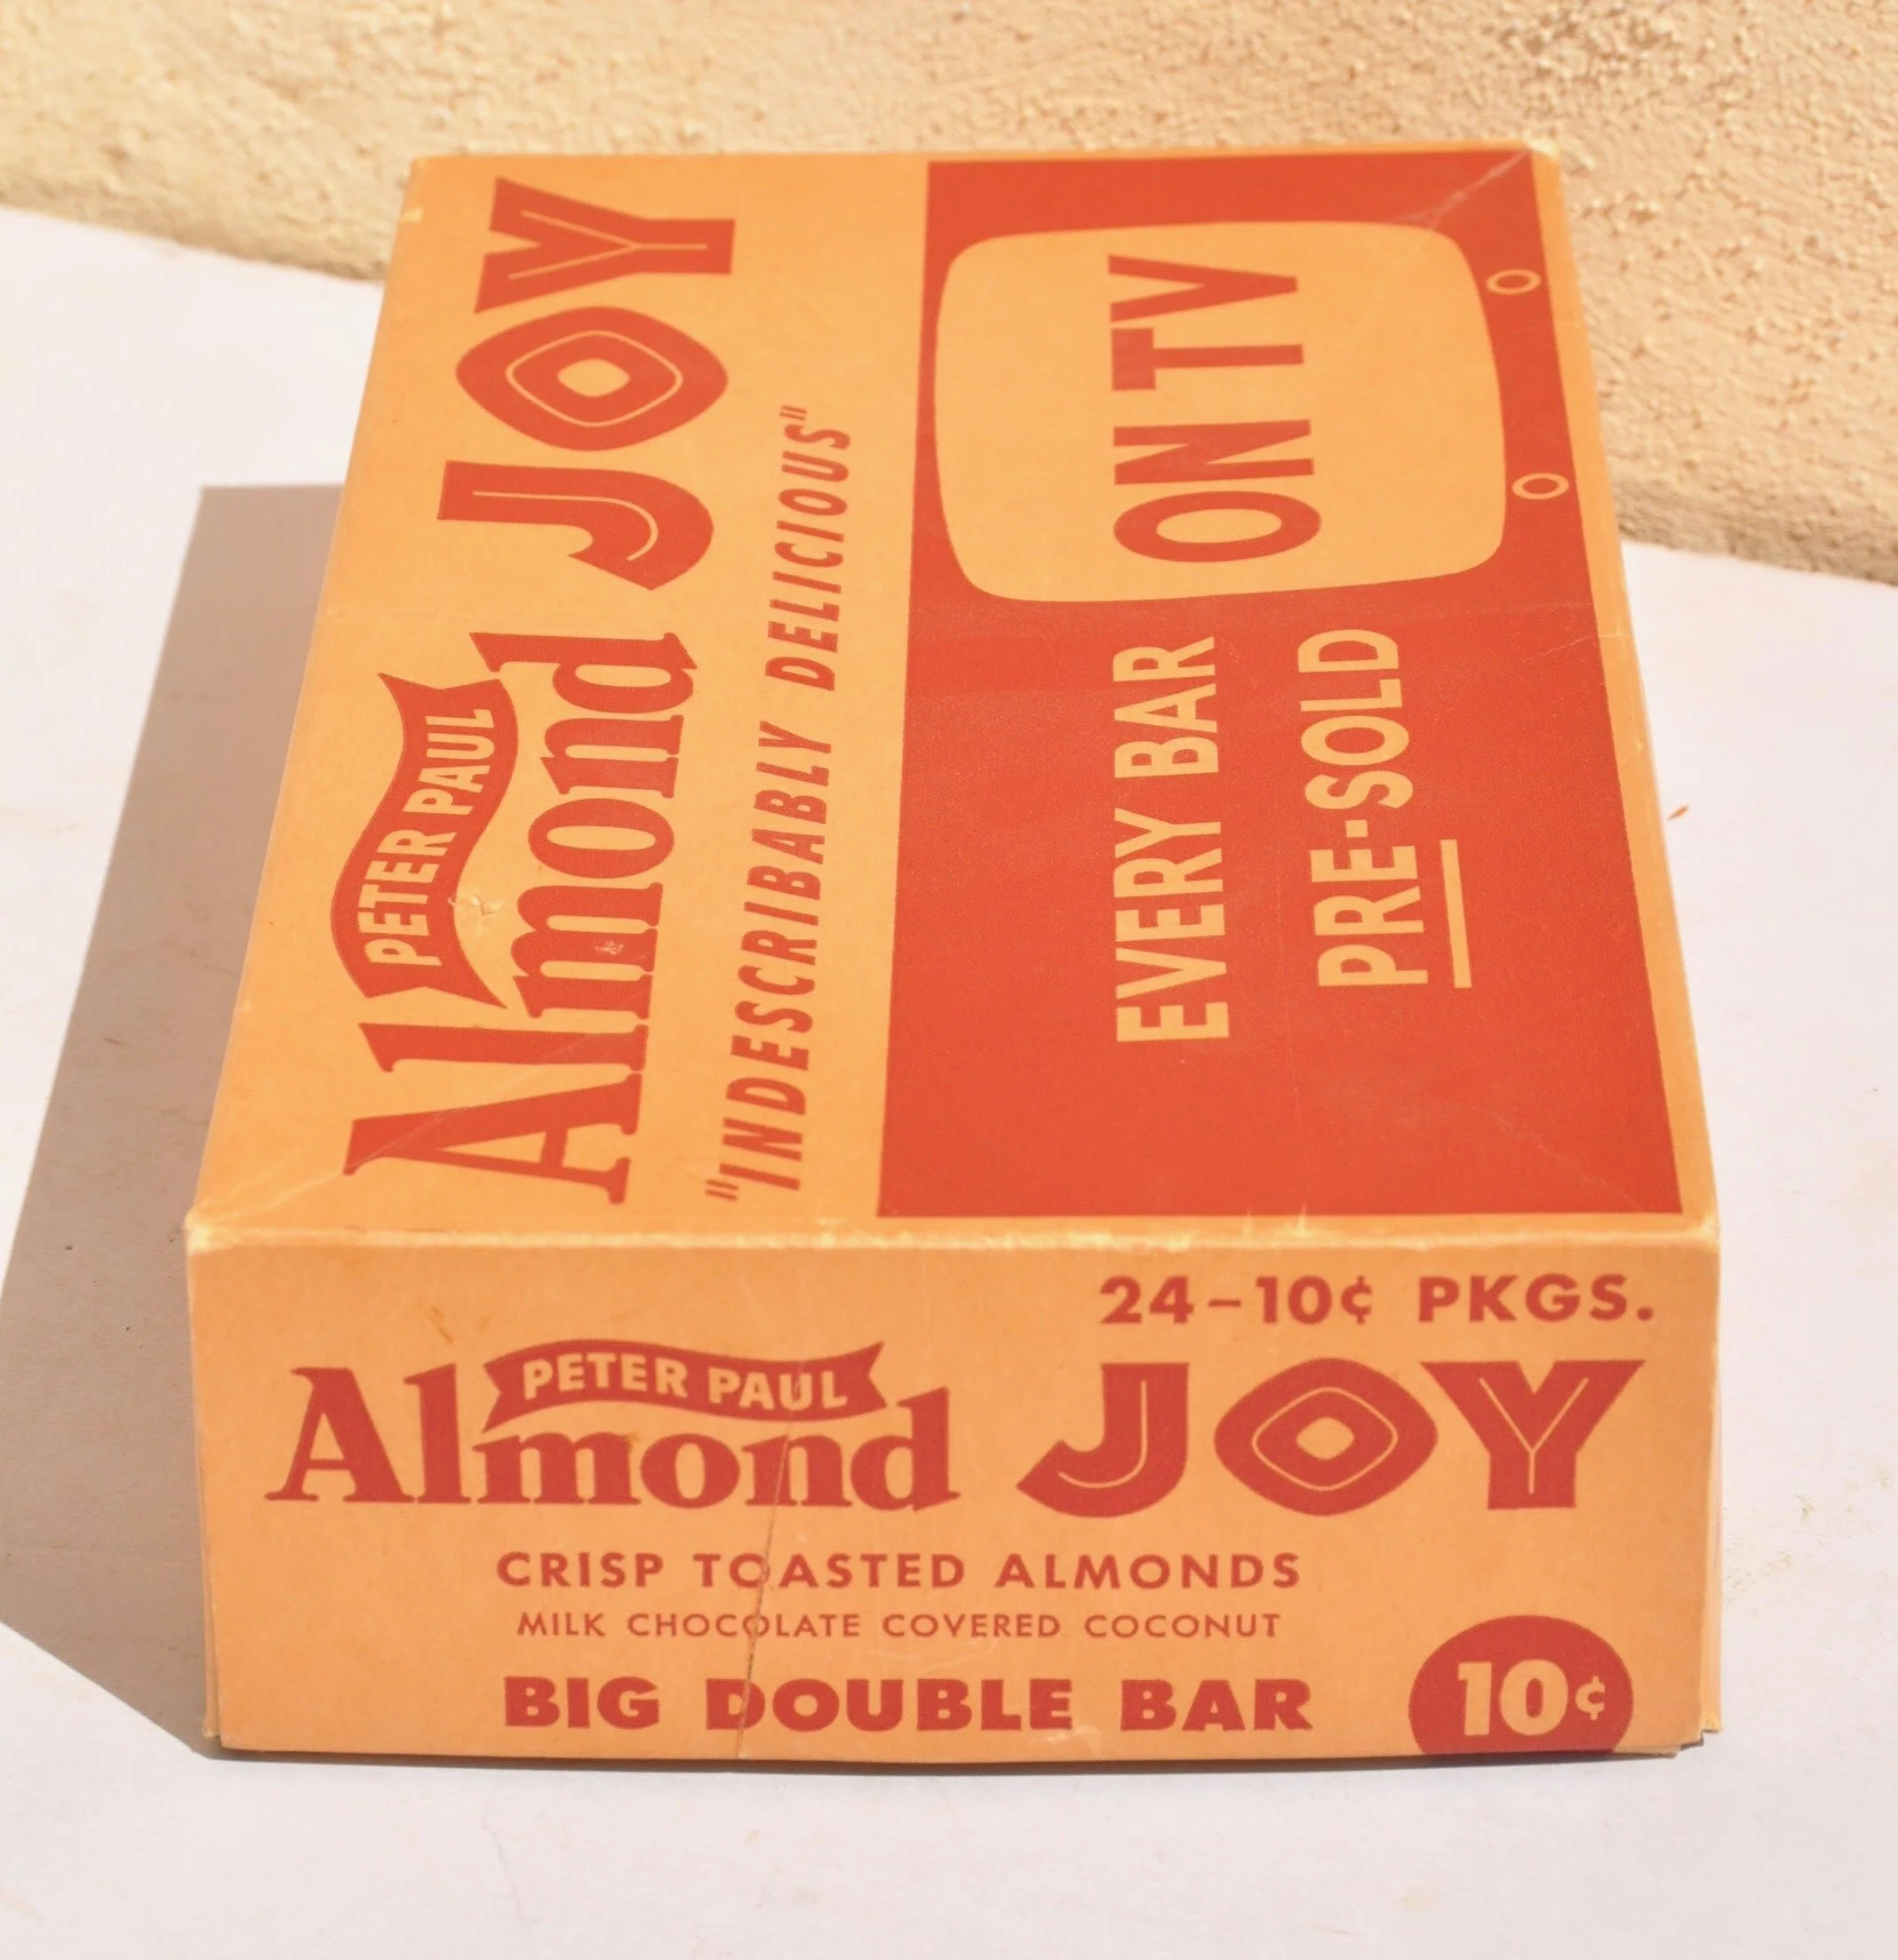 PETER PAUL
Almond JOY
"INDESCRIBABLY DELICIOUS"
EVERY BAR
PRE-SOLD
ON TV
24-10¢ PKGS.
PETER PAUL
Almond JOY
CRISP TOASTED ALMONDS
MILK CHOCOLATE COVERED COCONUT
BIG DOUBLE BAR
10¢